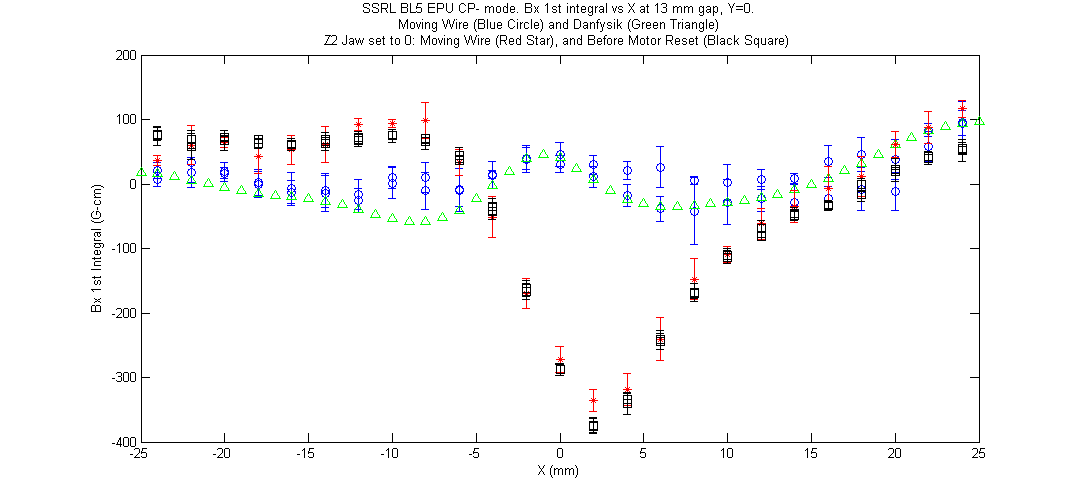 SSRL BL5 EPU CP- mode. Bx 1st integral vs X at 13 mm gap, Y=0.
Moving Wire (Blue Circle) and Danfysik (Green Triangle)
Z2 Jaw set to 0: Moving Wire (Red Star), and Before Motor Reset (Black Square)
200
100
0
-100
-200
-300
-400
Bx 1st Integral (G-cm)
-25 -20 -15 -10 -5 0 5 10 15 20 25
X (mm)